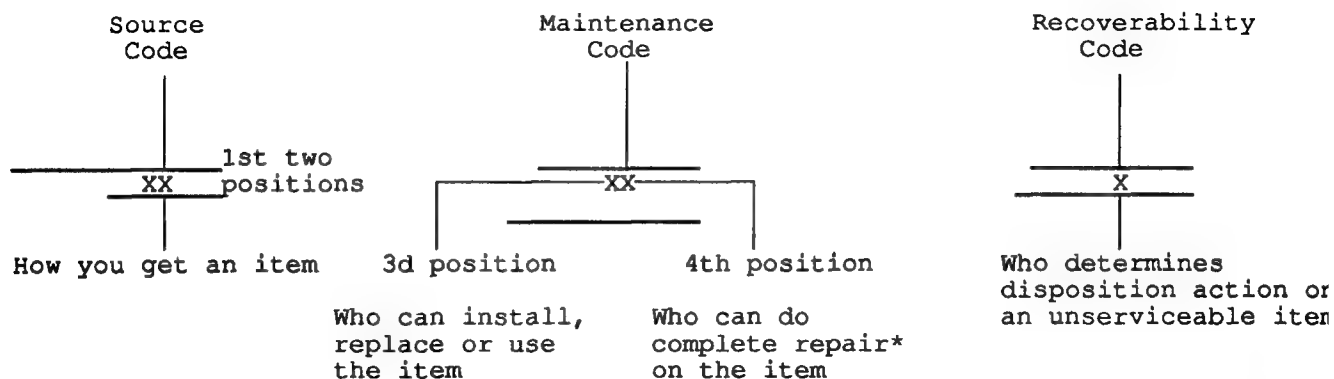 Source
Code
Maintenance
Code
Recoverability
Code
1st two
XX positions
XX
X
How you get an item
3d position
4th position
Who determines
disposition action or
an unserviceable item
Who can install,
replace or use
the item
Who can do
complete repair*
on the item